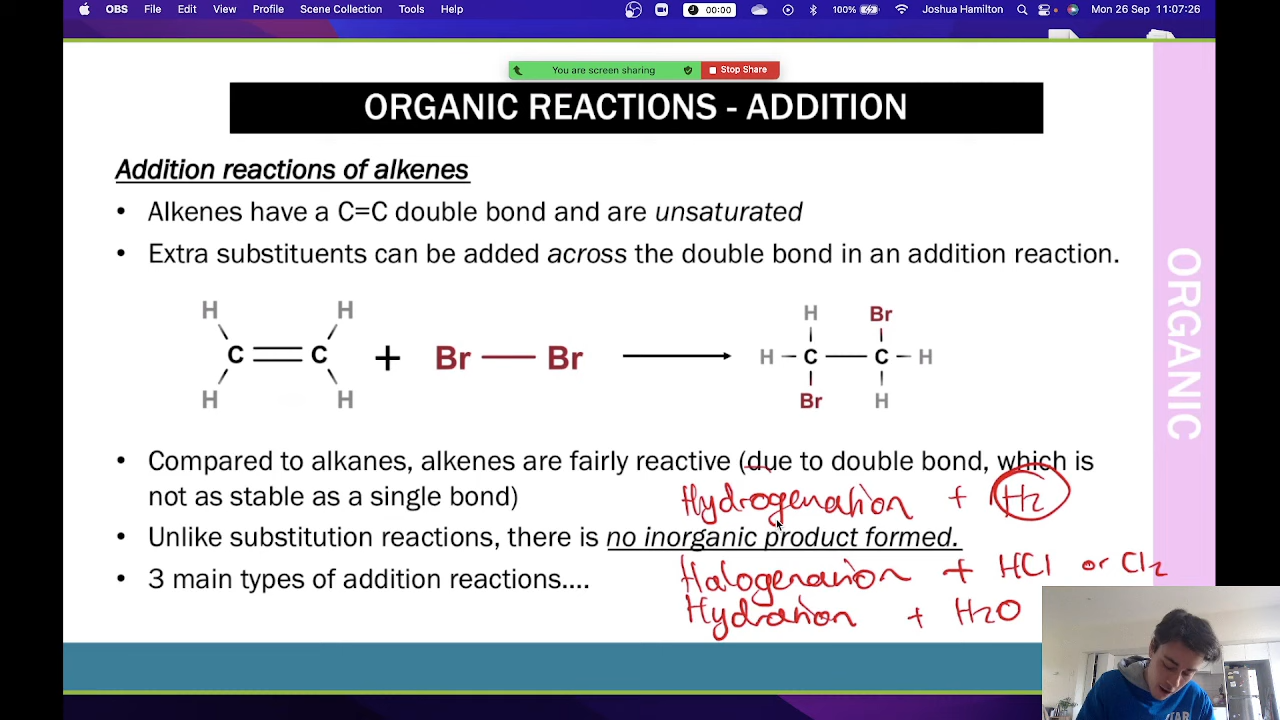 OBS File Edit View Profile Scene Collection Tools Help 00:00 100% Joshua Hamilton Mon 26 Sep 11:07:26
You are screen sharing Stop Share
ORGANIC REACTIONS - ADDITION
Addition reactions of alkenes
• Alkenes have a C=C double bond and are unsaturated
• Extra substituents can be added across the double bond in an addition reaction.
H H H Br
C C + Br Br H C C H
H H Br H
• Compared to alkanes, alkenes are fairly reactive (due to double bond, which is
not as stable as a single bond)
Hydrogenation + H2
• Unlike substitution reactions, there is no inorganic product formed.
Halogenation + HCl or Cl2
• 3 main types of addition reactions....
Hydration + H2O
ORGANIC